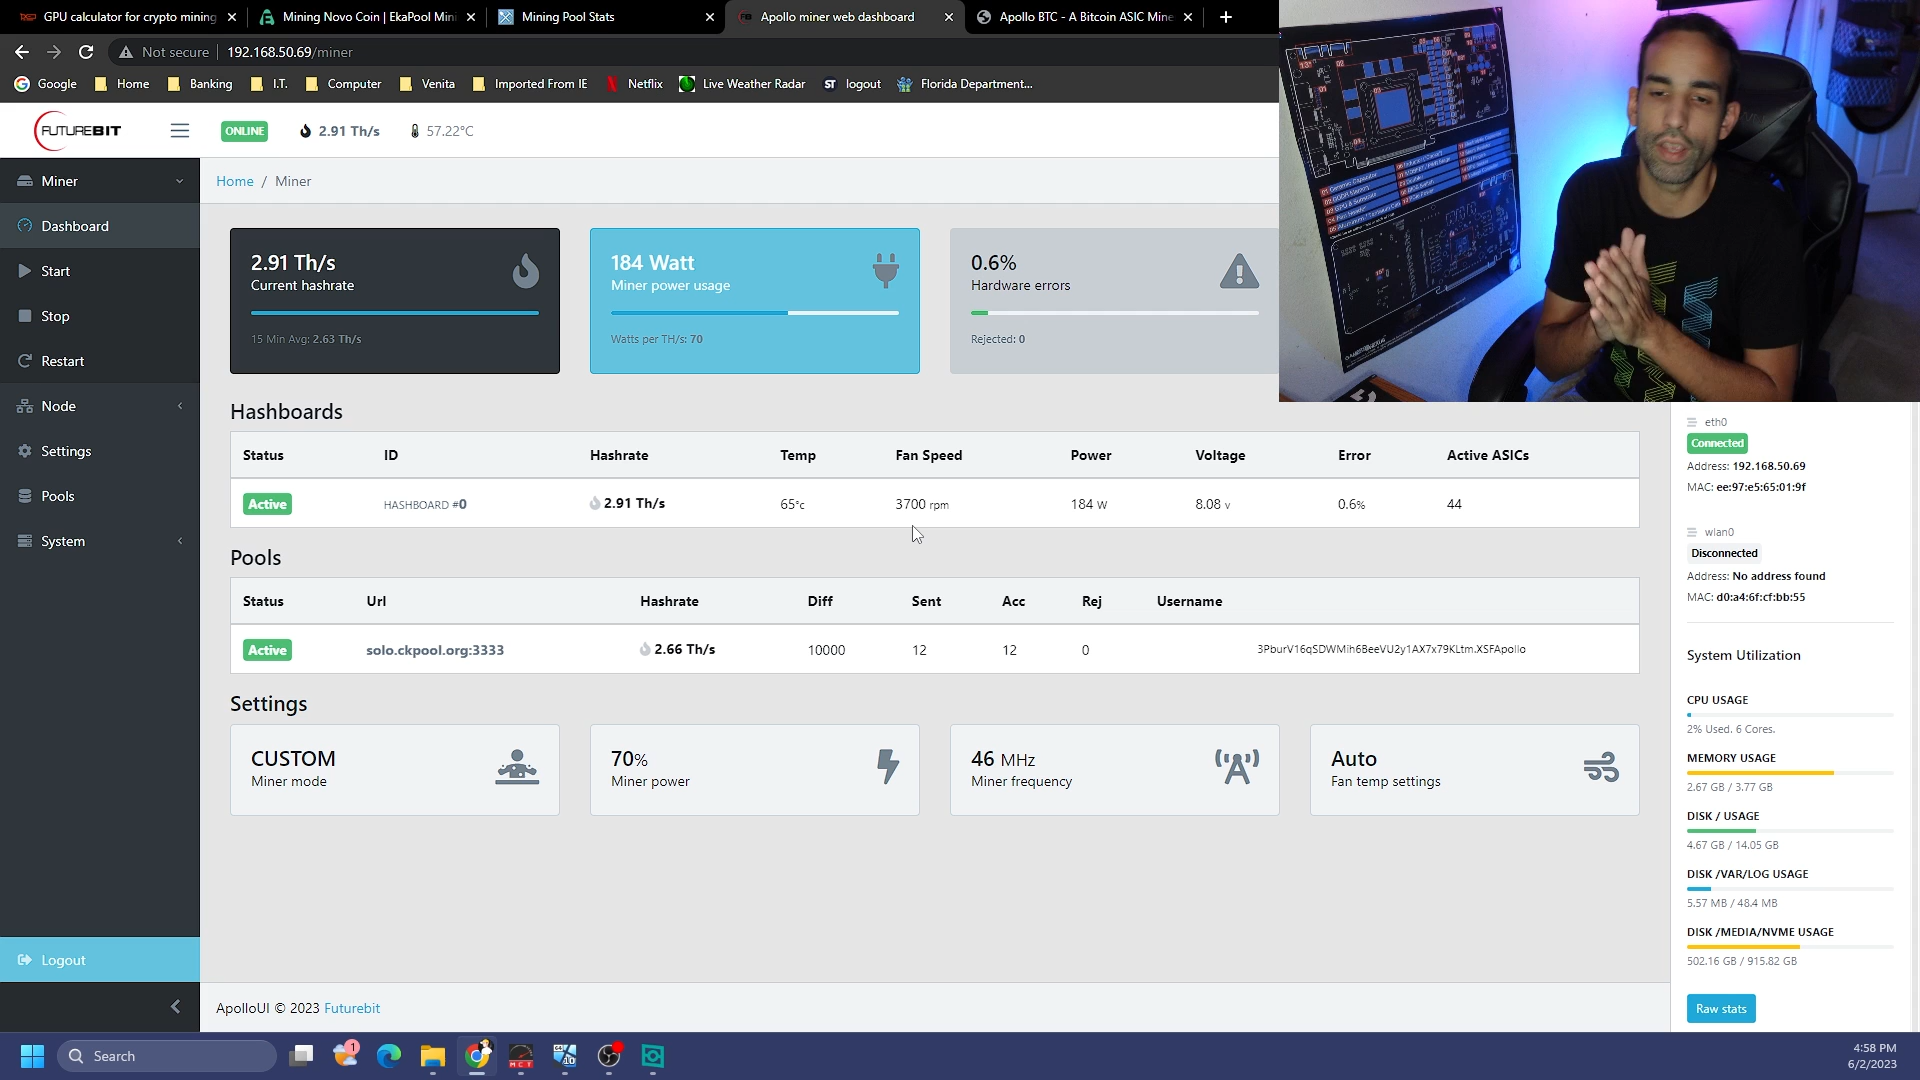 GPU calculator for crypto mining
Mining Novo Coin | EkaPool Mini
Mining Pool Stats
Apollo miner web dashboard
Apollo BTC - A Bitcoin ASIC Mine
Not secure
192.168.50.69/miner
Google
Home
Banking
I.T.
Computer
Venita
Imported From IE
Netflix
Live Weather Radar
ST logout
Florida Department...
FUTUREBIT
ONLINE
2.91 Th/s
57.22°C
Miner
Dashboard
Start
Stop
Restart
Node
Settings
Pools
System
Logout
Home / Miner
2.91 Th/s
Current hashrate
15 Min Avg: 2.63 Th/s
184 Watt
Miner power usage
Watts per TH/s: 70
0.6%
Hardware errors
Rejected: 0
Hashboards
Status ID Hashrate Temp Fan Speed Power Voltage Error Active ASICs
Active HASHBOARD #0 2.91 Th/s 65°c 3700 rpm 184 W 8.08 v 0.6% 44
Pools
Status Url Hashrate Diff Sent Acc Rej Username
Active solo.ckpool.org:3333 2.66 Th/s 10000 12 12 0 3PburV16qSDWMih6BeeVU2y1AX7x79KLtm.XSFApollo
Settings
CUSTOM
Miner mode
70%
Miner power
46 MHz
Miner frequency
Auto
Fan temp settings
eth0
Connected
Address: 192.168.50.69
MAC: ee:97:e5:65:01:9f
wlan0
Disconnected
Address: No address found
MAC: d0:a4:6f:cf:bb:55
System Utilization
CPU USAGE
2% Used. 6 Cores.
MEMORY USAGE
2.67 GB / 3.77 GB
DISK / USAGE
4.67 GB / 14.05 GB
DISK /VAR/LOG USAGE
5.57 MB / 48.4 MB
DISK /MEDIA/NVME USAGE
502.16 GB / 915.82 GB
Raw stats
ApolloUI © 2023 Futurebit
Search
1
MCT
10
4:58 PM
6/2/2023